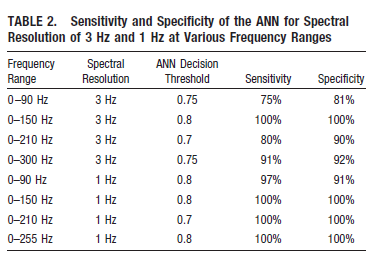 TABLE 2. Sensitivity and Specificity of the ANN for Spectral
Resolution of 3 Hz and 1 Hz at Various Frequency Ranges
Frequency Range Spectral Resolution ANN Decision Threshold Sensitivity Specificity
0–90 Hz 3 Hz 0.75 75% 81%
0–150 Hz 3 Hz 0.8 100% 100%
0–210 Hz 3 Hz 0.7 80% 90%
0–300 Hz 3 Hz 0.75 91% 92%
0–90 Hz 1 Hz 0.8 97% 91%
0–150 Hz 1 Hz 0.8 100% 100%
0–210 Hz 1 Hz 0.7 100% 100%
0–255 Hz 1 Hz 0.8 100% 100%